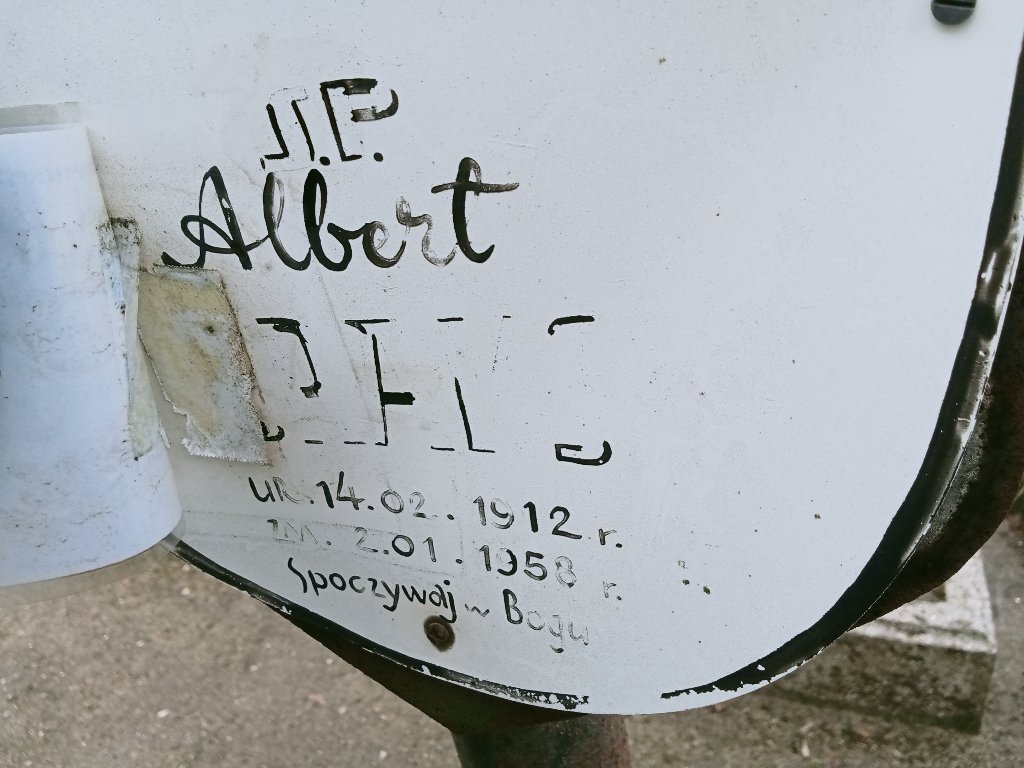 Ś.P.
Albert
ur. 14.02. 1912 r.
zm. 2.01. 1958 r.
Spoczywaj w Bogu